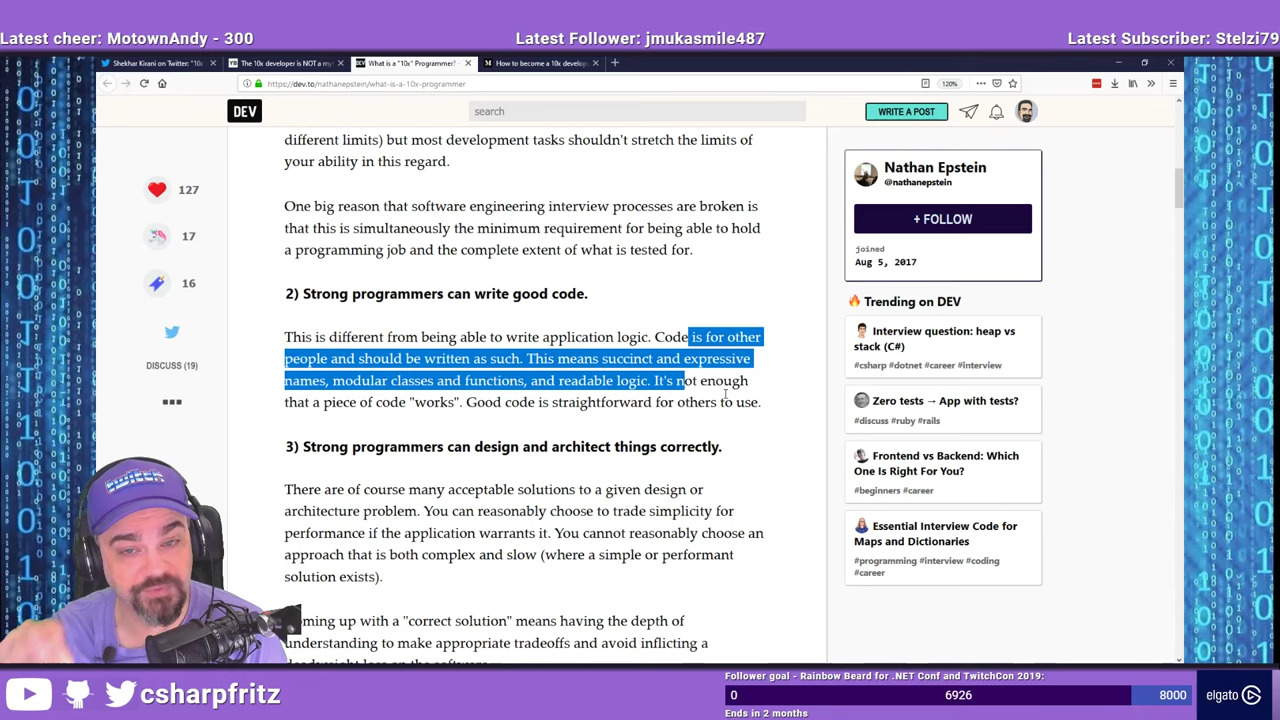 Latest cheer: MotownAndy - 300
Latest Follower: jmukasmile487
Latest Subscriber: Stelzi79
Shekhar Kirani on Twitter: "10x
The 10x developer is NOT a my
What is a "10x" Programmer? -
How to become a 10x develop
https://dev.to/nathanepstein/what-is-a-10x-programmer
120%
DEV
search
WRITE A POST
different limits) but most development tasks shouldn't stretch the limits of
your ability in this regard.
One big reason that software engineering interview processes are broken is
that this is simultaneously the minimum requirement for being able to hold
a programming job and the complete extent of what is tested for.
2) Strong programmers can write good code.
This is different from being able to write application logic. Code is for other
people and should be written as such. This means succinct and expressive
names, modular classes and functions, and readable logic. It's not enough
that a piece of code "works". Good code is straightforward for others to use.
3) Strong programmers can design and architect things correctly.
There are of course many acceptable solutions to a given design or
architecture problem. You can reasonably choose to trade simplicity for
performance if the application warrants it. You cannot reasonably choose an
approach that is both complex and slow (where a simple or performant
solution exists).
oming up with a "correct solution" means having the depth of
understanding to make appropriate tradeoffs and avoid inflicting a
127
17
16
DISCUSS (19)
Nathan Epstein
@nathanepstein
+ FOLLOW
joined
Aug 5, 2017
Trending on DEV
Interview question: heap vs
stack (C#)
#csharp #dotnet #career #interview
Zero tests → App with tests?
#discuss #ruby #rails
Frontend vs Backend: Which
One Is Right For You?
#beginners #career
Essential Interview Code for
Maps and Dictionaries
#programming #interview #coding
#career
twitch
csharpfritz
Follower goal - Rainbow Beard for .NET Conf and TwitchCon 2019:
0 6926 8000
Ends in 2 months
elgato